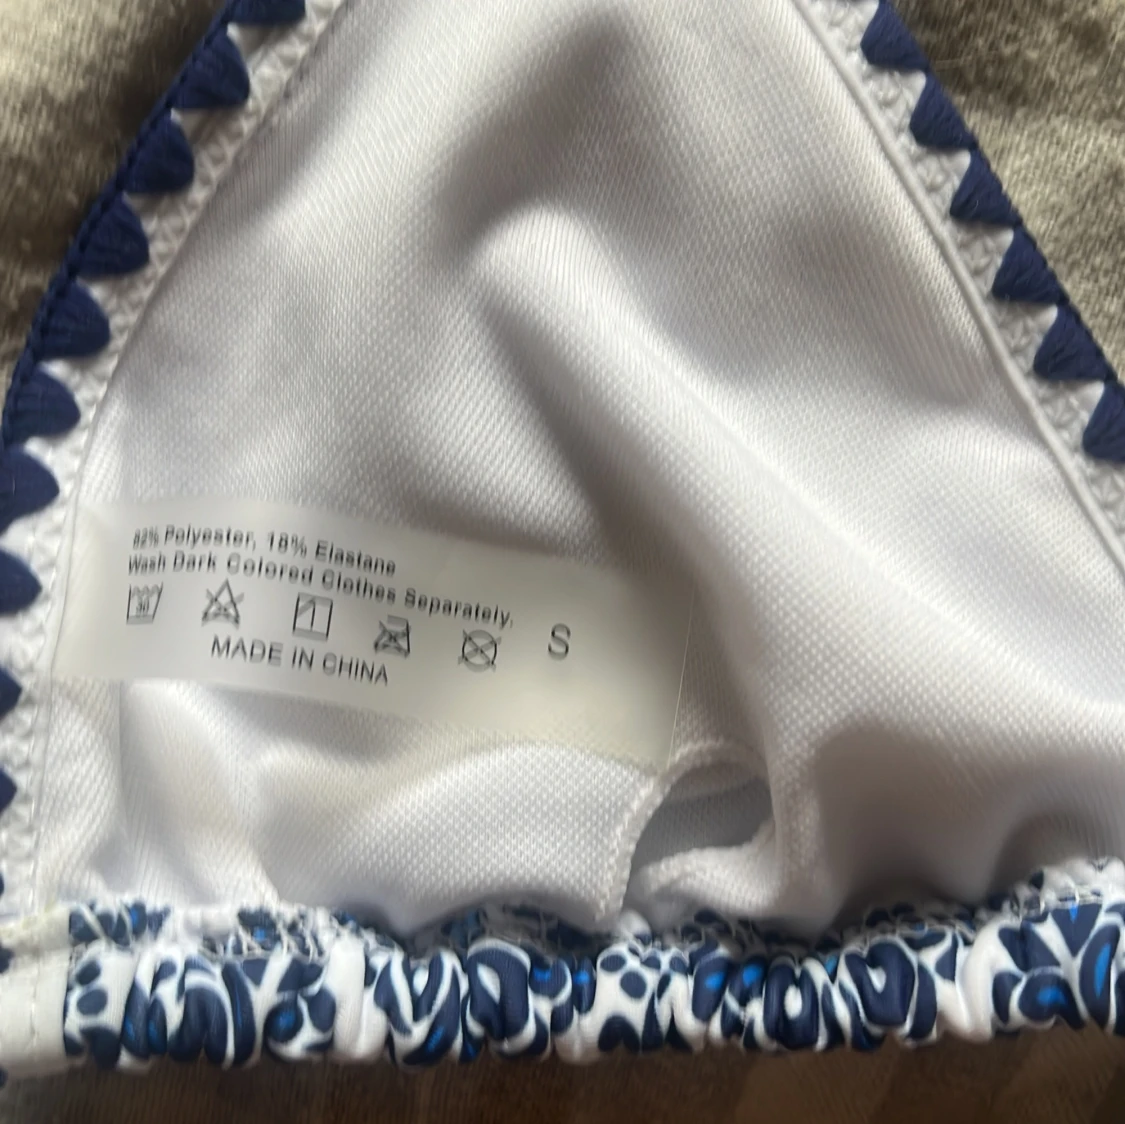 82% Polyester, 18% Elastane
Wash Dark Colored Clothes Separately,
30
S
MADE IN CHINA